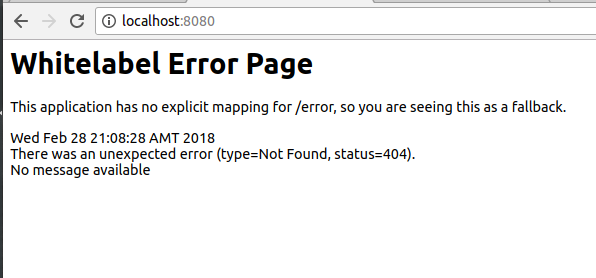 localhost:8080
Whitelabel Error Page
This application has no explicit mapping for /error, so you are seeing this as a fallback.
Wed Feb 28 21:08:28 AMT 2018
There was an unexpected error (type=Not Found, status=404).
No message available